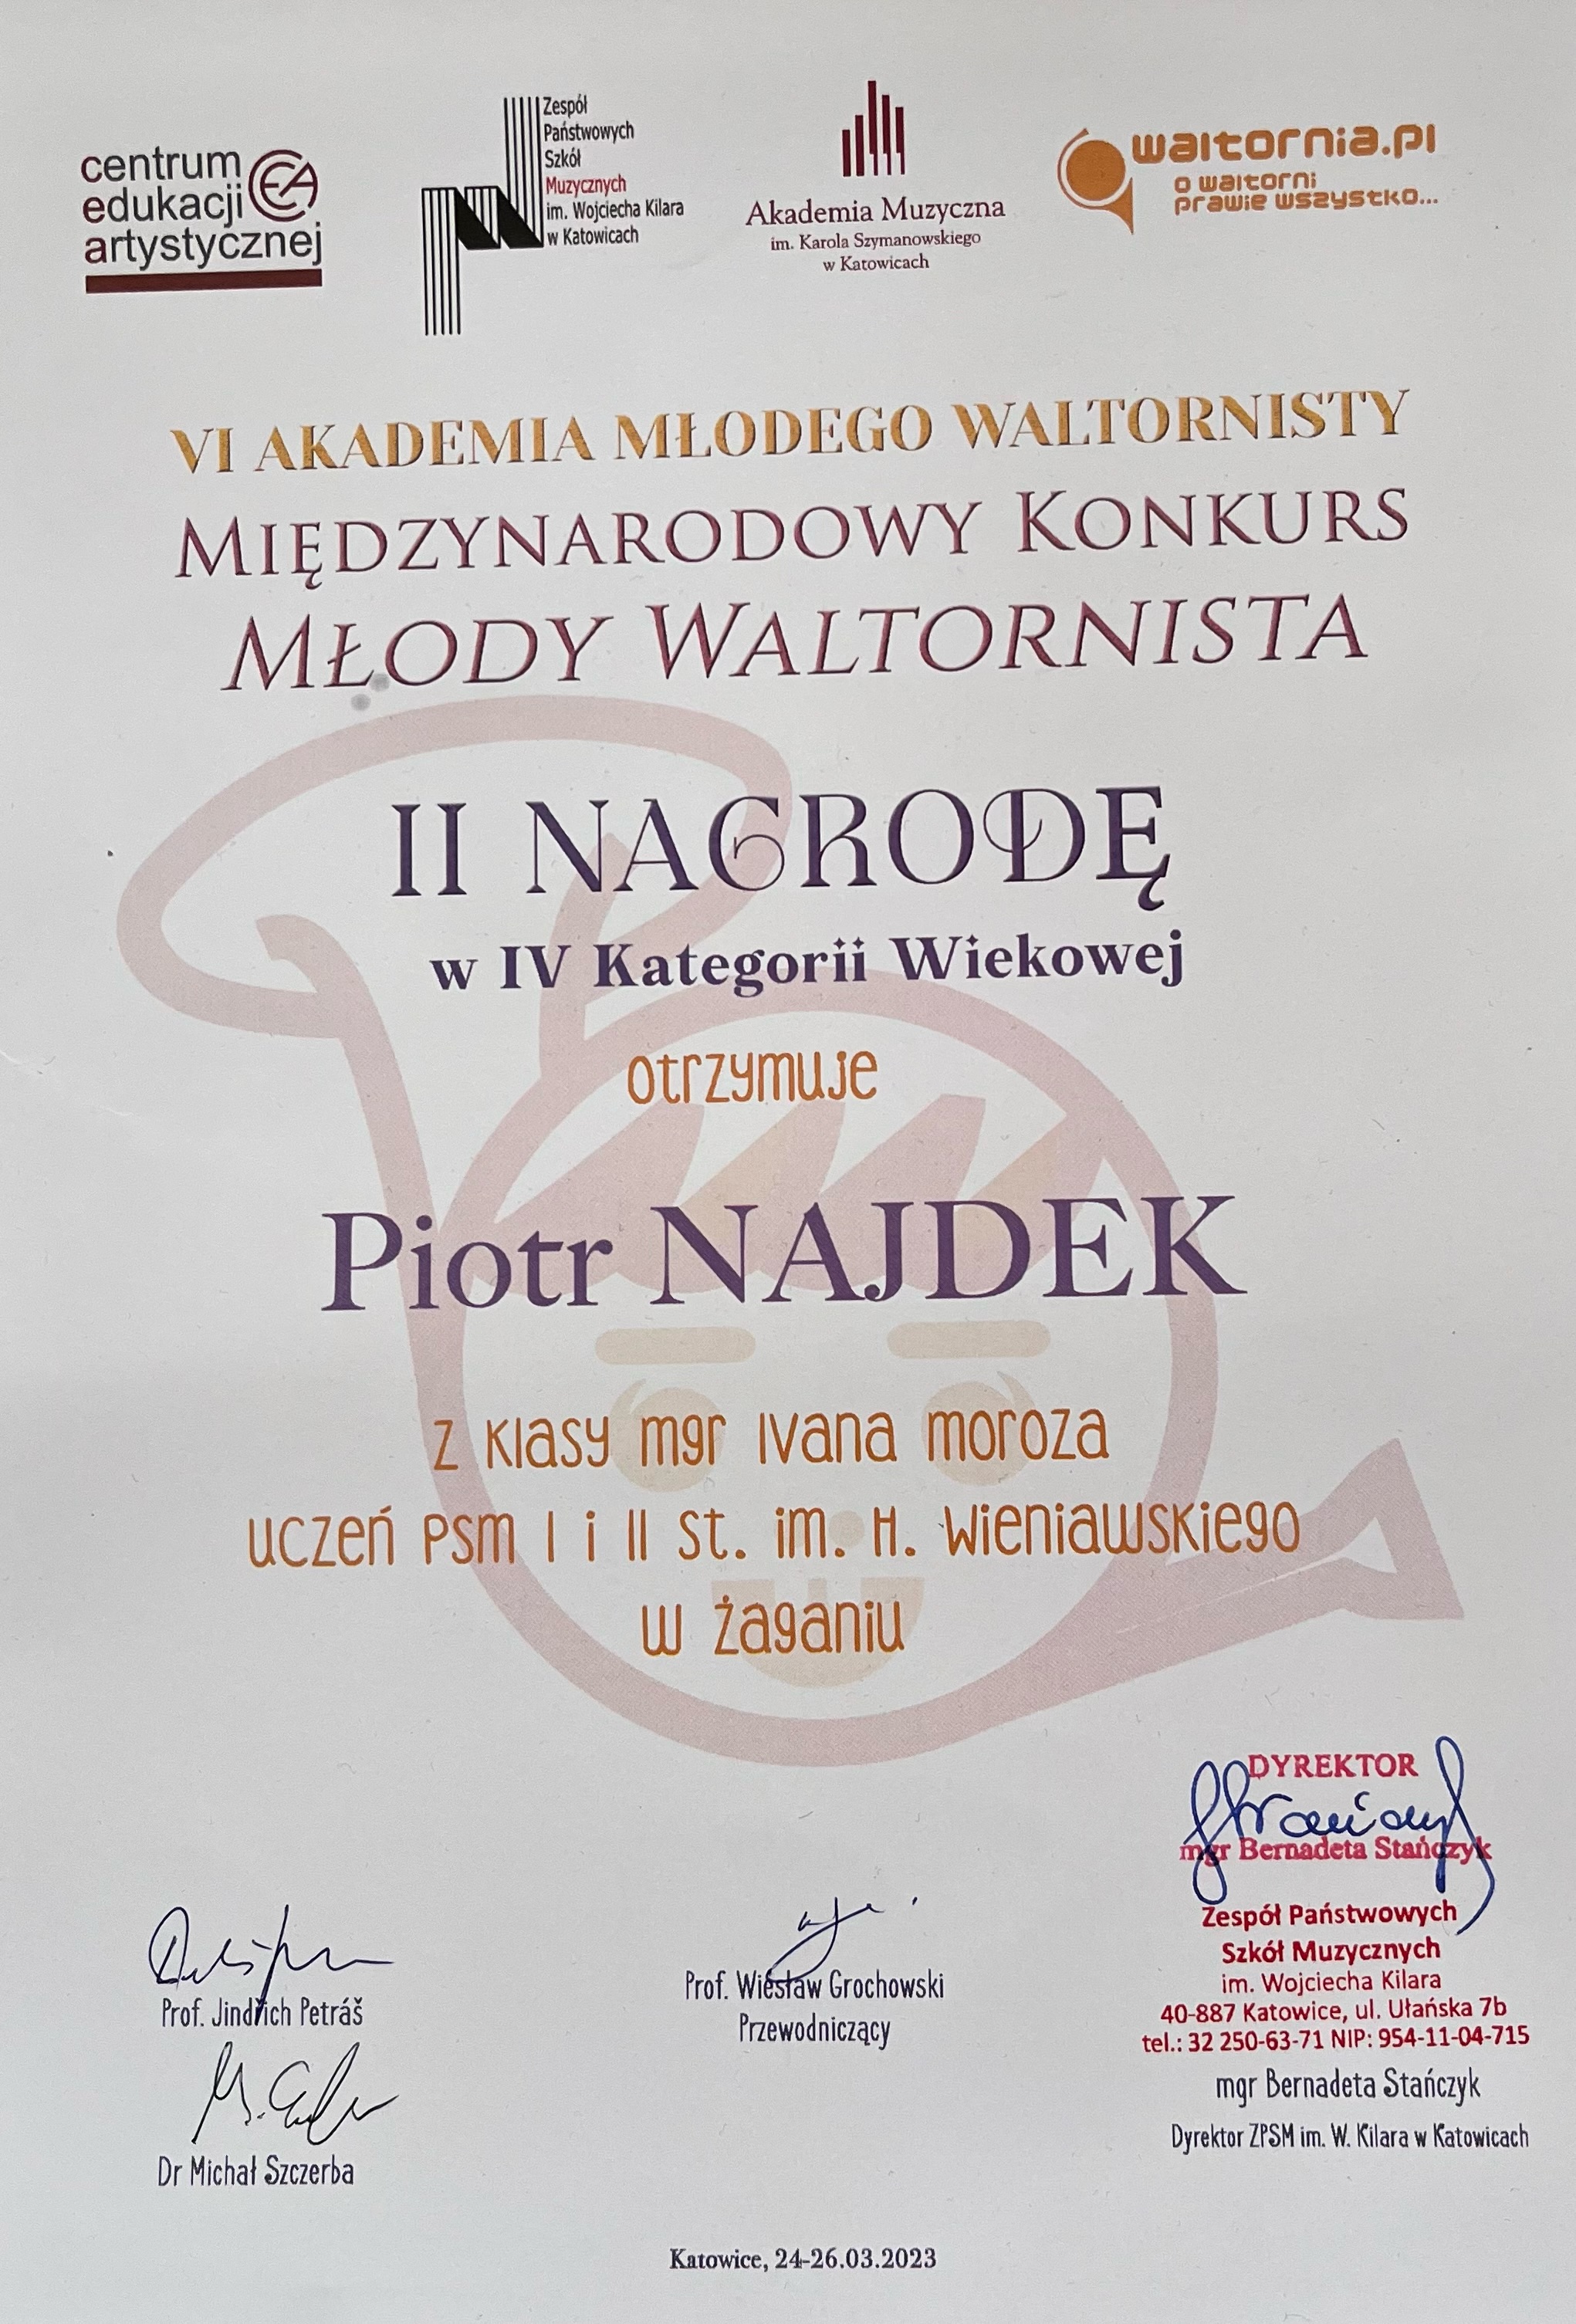 centrum
edukacji
artystycznej
CEA
Zespół
Państwowych
Szkół
Muzycznych
im. Wojciecha Kilara
w Katowicach
Akademia Muzyczna
im. Karola Szymanowskiego
w Katowicach
waltornia.pl
o waltorni
prawie wszystko...
VI AKADEMIA MŁODEGO WALTORNISTY
MIĘDZYNARODOWY KONKURS
MŁODY WALTORNISTA
II NAGRODĘ
w IV Kategorii Wiekowej
otrzymuje
Piotr NAJDEK
z klasy mgr Ivana Moroza
uczeń PSM I i II st. im. H. Wieniawskiego
w Żaganiu
DYREKTOR
mgr Bernadeta Stańczyk
Zespół Państwowych
Szkół Muzycznych
im. Wojciecha Kilara
40-887 Katowice, ul. Ułańska 7b
tel.: 32 250-63-71 NIP: 954-11-04-715
mgr Bernadeta Stańczyk
Dyrektor ZPSM im. W. Kilara w Katowicach
Prof. Wiesław Grochowski
Przewodniczący
Prof. Jindřich Petráš
Dr Michał Szczerba
Katowice, 24-26.03.2023